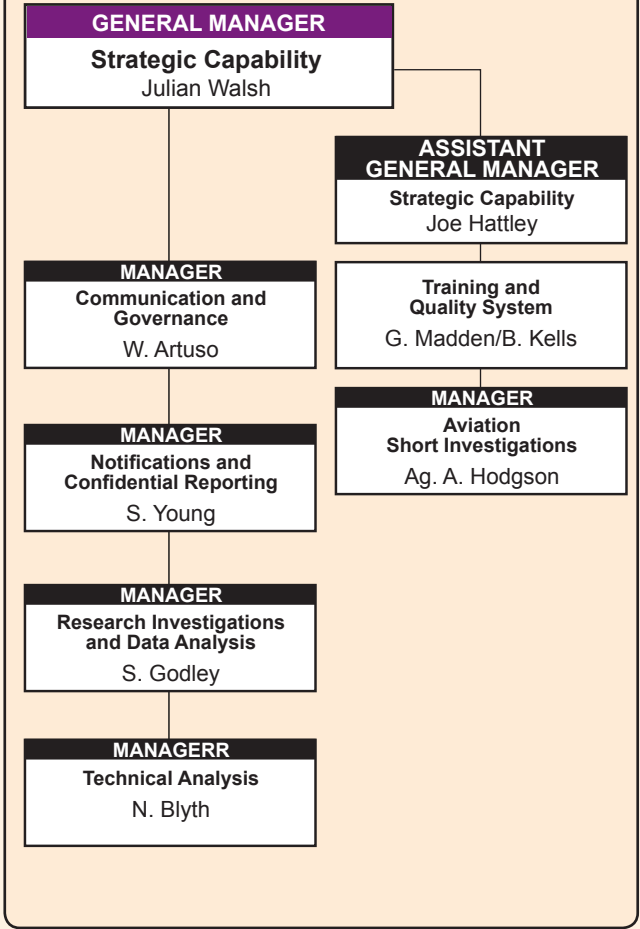 GENERAL MANAGER
Strategic Capability
Julian Walsh
ASSISTANT
GENERAL MANAGER
Strategic Capability
Joe Hattley
MANAGER
Communication and
Governance
W. Artuso
Training and
Quality System
G. Madden/B. Kells
MANAGER
Aviation
Short Investigations
Ag. A. Hodgson
MANAGER
Notifications and
Confidential Reporting
S. Young
MANAGER
Research Investigations
and Data Analysis
S. Godley
MANAGERR
Technical Analysis
N. Blyth